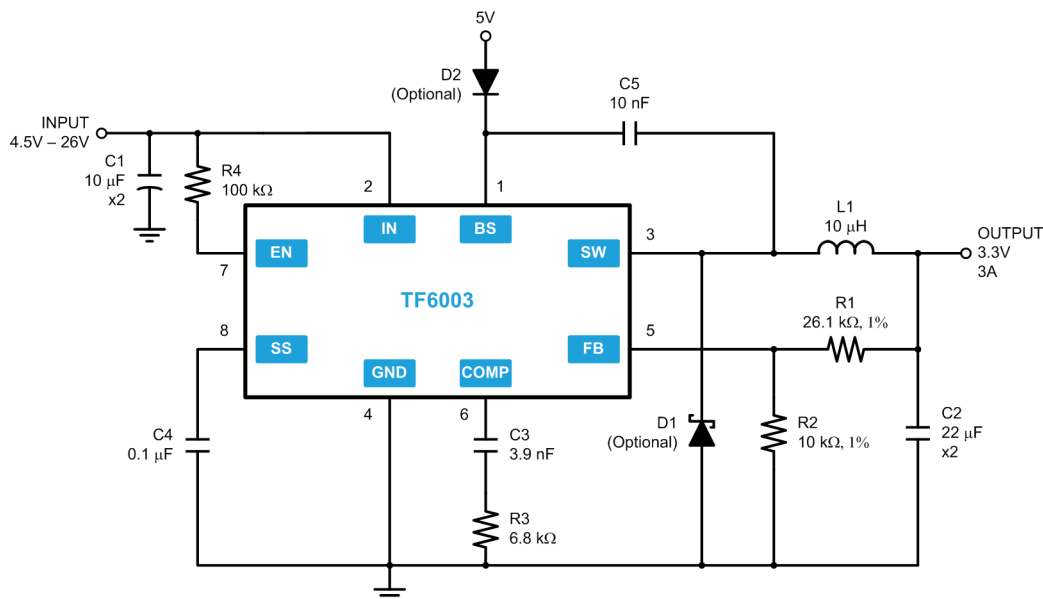 5V
D2
(Optional)
C5
10 nF
INPUT
4.5V – 26V
C1
10 μF
x2
R4
100 kΩ
2
1
IN
BS
L1
10 μH
OUTPUT
3.3V
3A
EN
7
SW
3
TF6003
R1
26.1 kΩ, 1%
8
SS
FB
5
GND
COMP
4
6
C4
0.1 μF
C3
3.9 nF
D1
(Optional)
R2
10 kΩ, 1%
C2
22 μF
x2
R3
6.8 kΩ